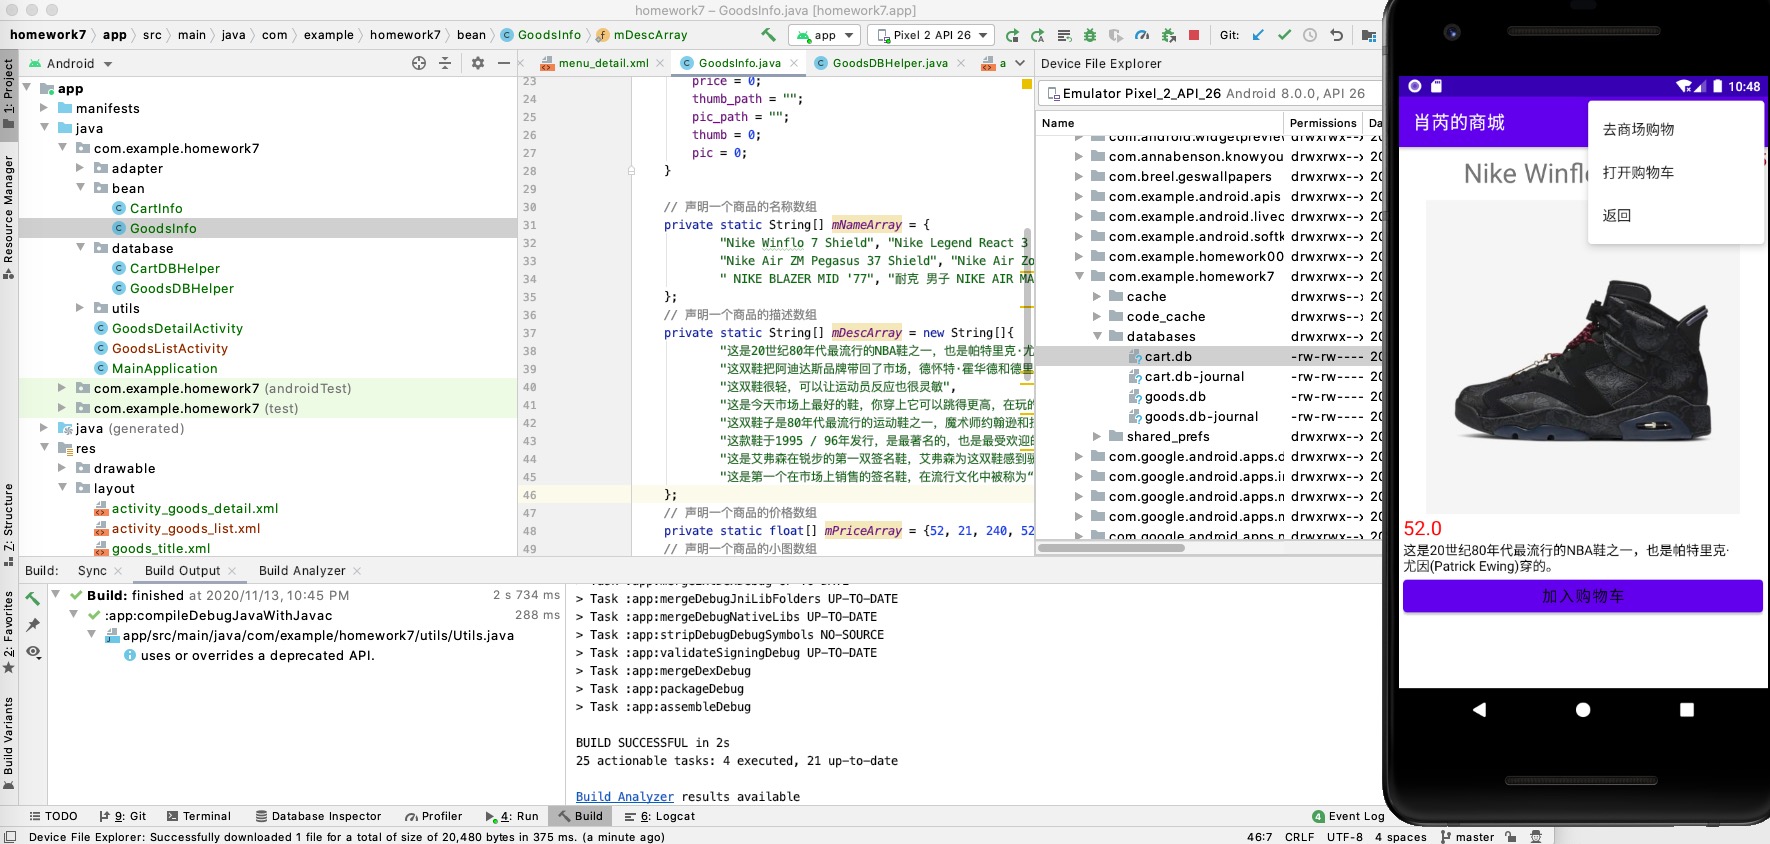 homework7 – GoodsInfo.java [homework7.app]
homework7 app src main java com example homework7 bean GoodsInfo mDescArray
app Pixel 2 API 26 Git:
1: Project
Resource Manager
Z: Structure
2: Favorites
Build Variants
Android
app
manifests
java
com.example.homework7
adapter
bean
CartInfo
GoodsInfo
database
CartDBHelper
GoodsDBHelper
utils
GoodsDetailActivity
GoodsListActivity
MainApplication
com.example.homework7 (androidTest)
com.example.homework7 (test)
java (generated)
res
drawable
layout
activity_goods_detail.xml
activity_goods_list.xml
goods_title.xml
menu_detail.xml GoodsInfo.java GoodsDBHelper.java a
23 price = 0;
24 thumb_path = "";
25 pic_path = "";
26 thumb = 0;
27 pic = 0;
28 }
29
30 // 声明一个商品的名称数组
31 private static String[] mNameArray = {
32 "Nike Winflo 7 Shield", "Nike Legend React 3
33 "Nike Air ZM Pegasus 37 Shield", "Nike Air Zo
34 " NIKE BLAZER MID '77", "耐克 男子 NIKE AIR MA
35 };
36 // 声明一个商品的描述数组
37 private static String[] mDescArray = new String[]{
38 "这是20世纪80年代最流行的NBA鞋之一，也是帕特里克·尤
39 "这双鞋把阿迪达斯品牌带回了市场，德怀特·霍华德和德里
40 "这双鞋很轻，可以让运动员反应也很灵敏",
41 "这是今天市场上最好的鞋，你穿上它可以跳得更高，在玩的
42 "这双鞋子是80年代最流行的运动鞋之一，魔术师约翰逊和
43 "这款鞋于1995 / 96年发行，是最著名的，也是最受欢迎的
44 "这是艾弗森在锐步的第一双签名鞋，艾弗森为这双鞋感到
45 "这是第一个在市场上销售的签名鞋，在流行文化中被称为“
46 };
47 // 声明一个商品的价格数组
48 private static float[] mPriceArray = {52, 21, 240, 52
49 // 声明一个商品的小图数组
Device File Explorer
Emulator Pixel_2_API_26 Android 8.0.0, API 26
Name Permissions Da
com.android.widgetpreview drwxrwx--x 20
com.annabenson.knowyou drwxrwx--x 20
com.breel.geswallpapers drwxrwx--x 20
com.example.android.apis drwxrwx--x 20
com.example.android.livec drwxrwx--x 20
com.example.android.softk drwxrwx--x 20
com.example.homework00 drwxrwx--x 20
com.example.homework7 drwxrwx--x 20
cache drwxrws--x 20
code_cache drwxrws--x 20
databases drwxrwx--x 20
cart.db -rw-rw---- 20
cart.db-journal -rw-rw---- 20
goods.db -rw-rw---- 20
goods.db-journal -rw-rw---- 20
shared_prefs drwxrwx--x 20
com.google.android.apps.d drwxrwx--x 20
com.google.android.apps.ir drwxrwx--x 20
com.google.android.apps.m drwxrwx--x 20
com.google.android.apps.n drwxrwx--x 20
com.google.android.apps.n drwxrwx--x 20
Build: Sync Build Output Build Analyzer
Build: finished at 2020/11/13, 10:45 PM 2 s 734 ms
:app:compileDebugJavaWithJavac 288 ms
app/src/main/java/com/example/homework7/utils/Utils.java
uses or overrides a deprecated API.
> Task :app:mergeDebugJniLibFolders UP-TO-DATE
> Task :app:mergeDebugNativeLibs UP-TO-DATE
> Task :app:stripDebugDebugSymbols NO-SOURCE
> Task :app:validateSigningDebug UP-TO-DATE
> Task :app:mergeDexDebug
> Task :app:packageDebug
> Task :app:assembleDebug
BUILD SUCCESSFUL in 2s
25 actionable tasks: 4 executed, 21 up-to-date
Build Analyzer results available
TODO 9: Git Terminal Database Inspector Profiler 4: Run Build 6: Logcat 4 Event Log
Device File Explorer: Successfully downloaded 1 file for a total of size of 20,480 bytes in 375 ms. (a minute ago) 46:7 CRLF UTF-8 4 spaces master
10:48
肖芮的商城
去商场购物
打开购物车
返回
Nike Winfl
52.0
这是20世纪80年代最流行的NBA鞋之一，也是帕特里克·
尤因(Patrick Ewing)穿的。
加入购物车